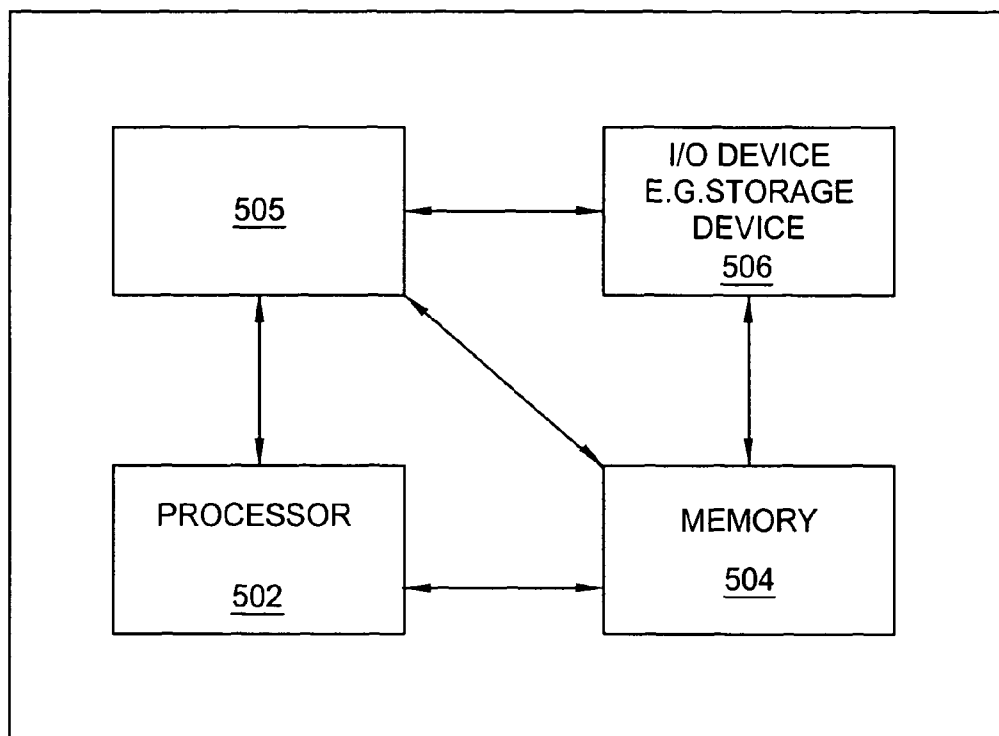 505
I/O DEVICE
E.G.STORAGE
DEVICE
506
PROCESSOR
502
MEMORY
504